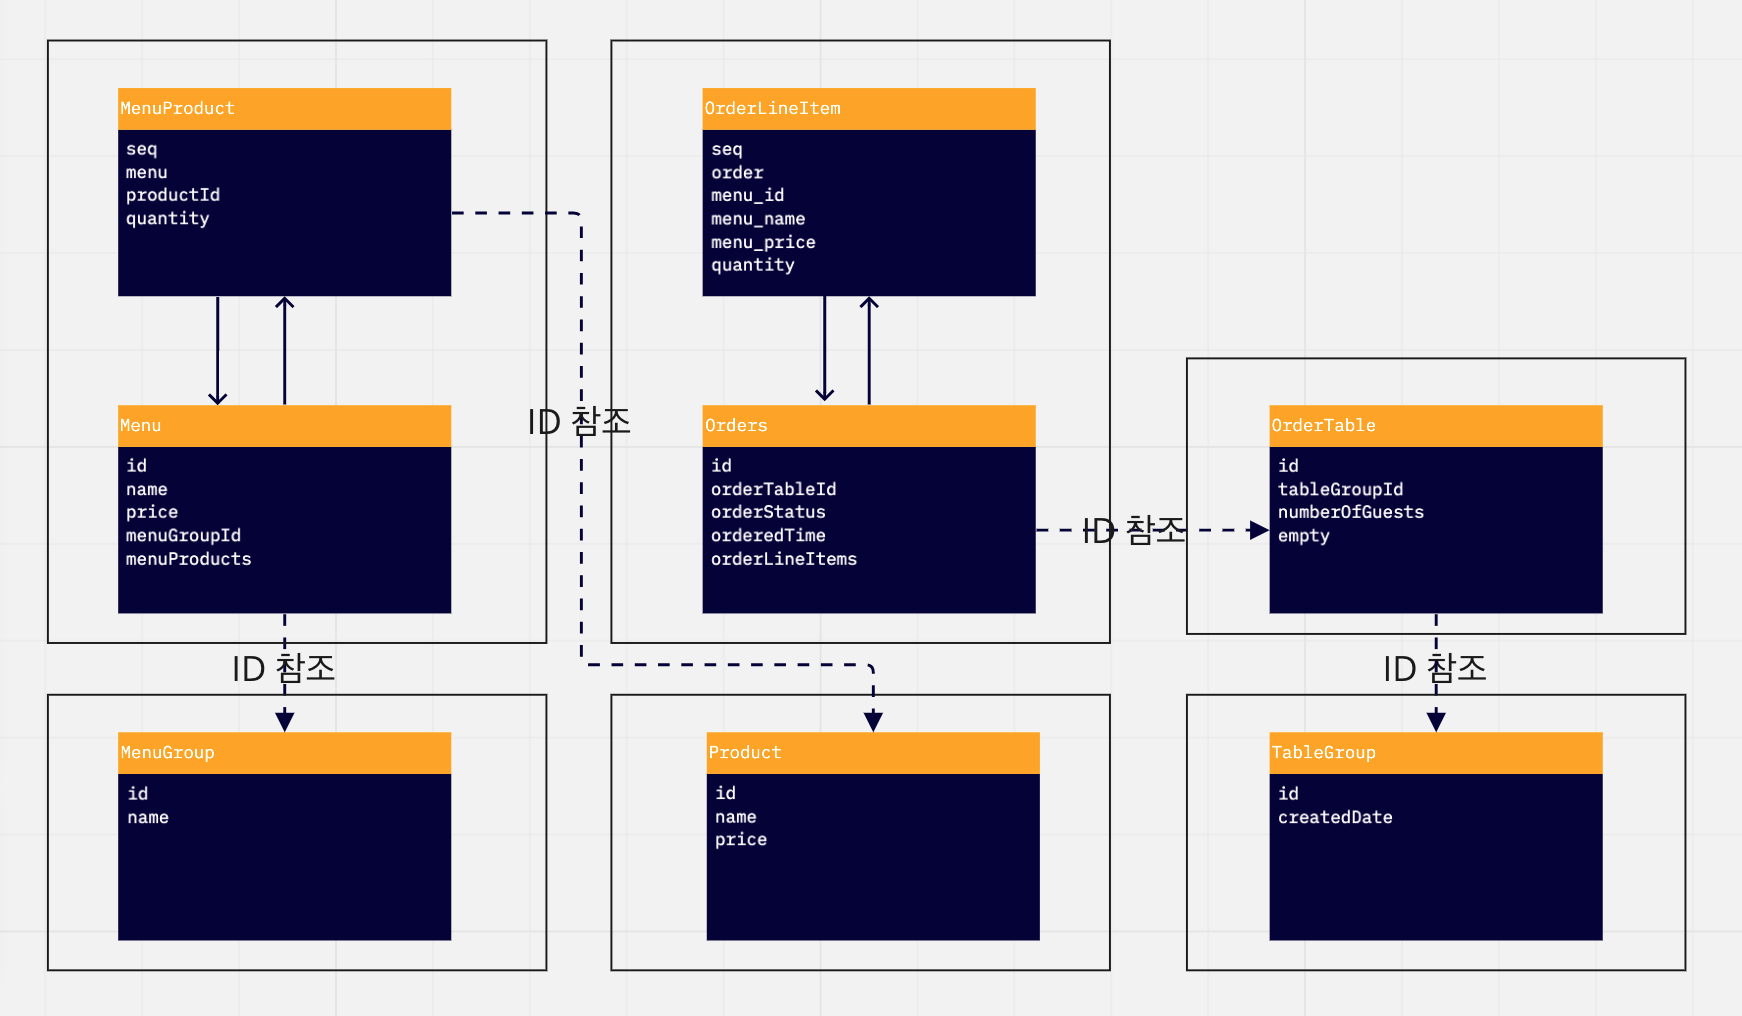 MenuProduct
seq
menu
productId
quantity
OrderLineItem
seq
order
menu_id
menu_name
menu_price
quantity
ID 참조
Menu
id
name
price
menuGroupId
menuProducts
Orders
id
orderTableId
orderStatus
orderedTime
orderLineItems
ID 참조
OrderTable
id
tableGroupId
numberOfGuests
empty
ID 참조
ID 참조
MenuGroup
id
name
Product
id
name
price
TableGroup
id
createdDate